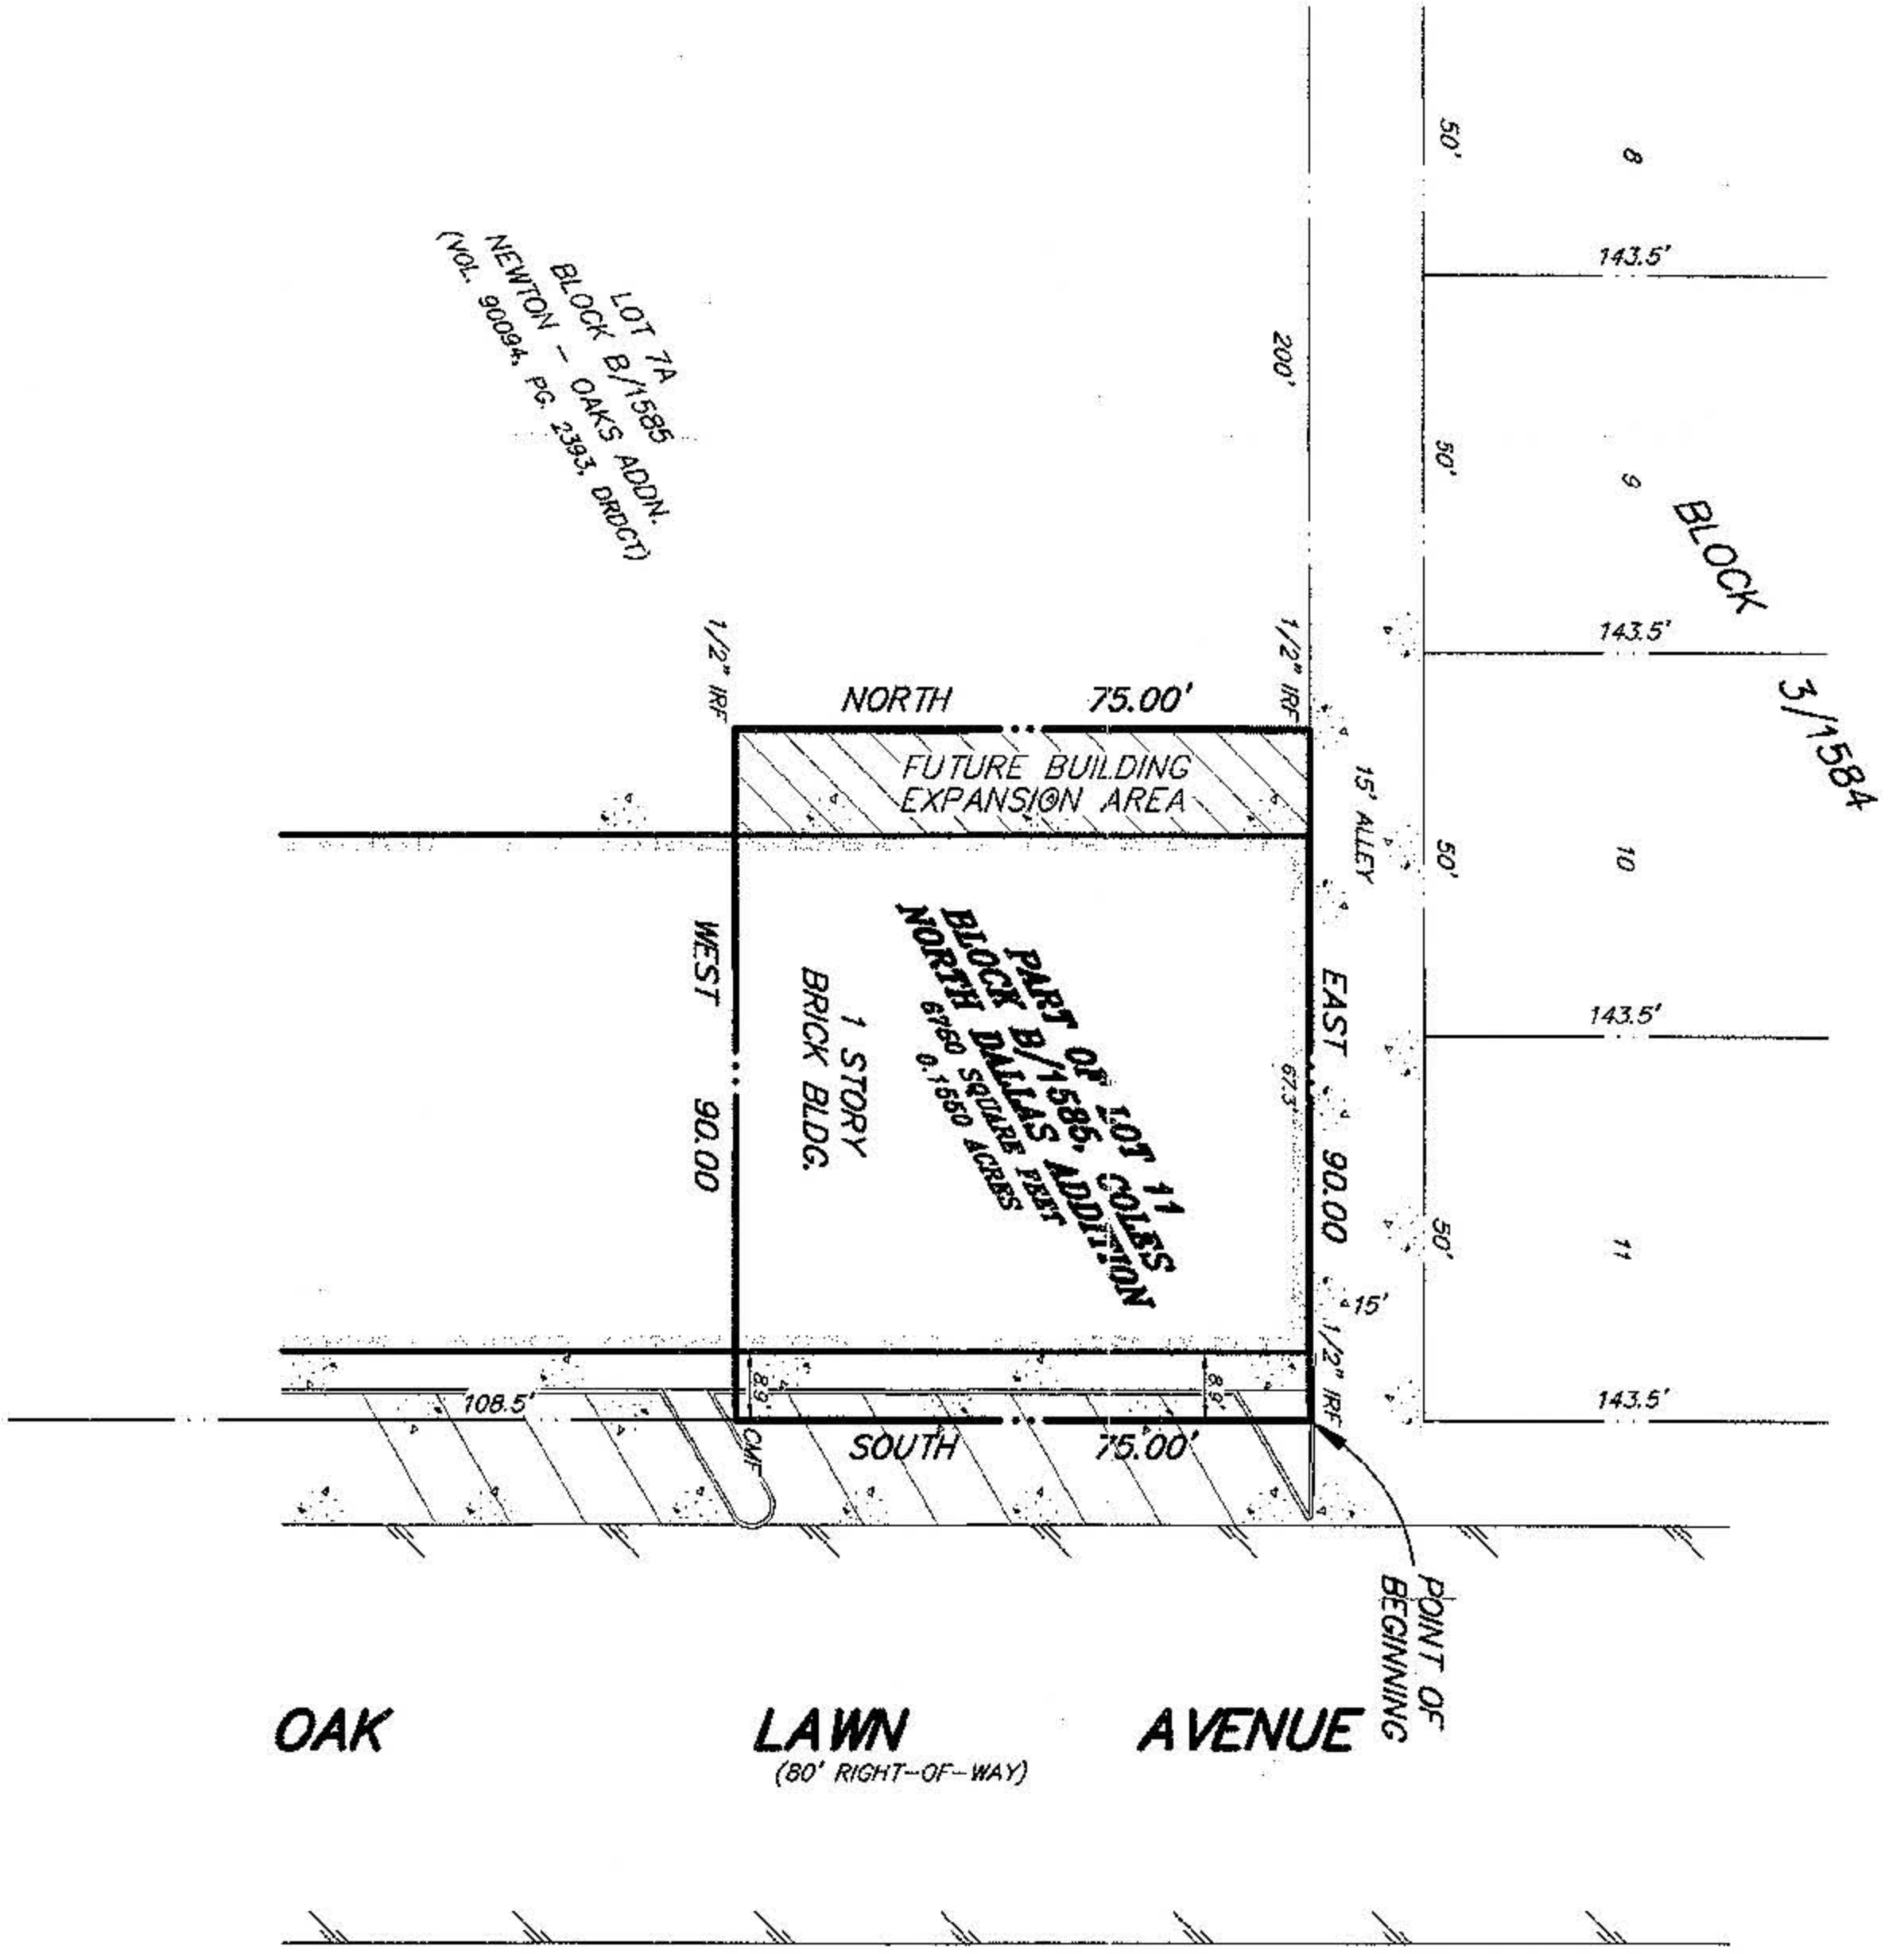 50'
8
143.5'
200'
50'
9
BLOCK
3/1584
LOT 7A
BLOCK B/1585
NEWTON - OAKS ADDN.
(VOL. 90094, PG. 2393, DRDCT)
143.5'
1/2" IRF
1/2" IRF
NORTH 75.00'
FUTURE BUILDING
EXPANSION AREA
15' ALLEY
50'
10
143.5'
WEST 90.00
EAST 90.00
67.3'
PART OF LOT 11
BLOCK B/1585, COLES
NORTH DALLAS ADDITION
6750 SQUARE FEET
0.1550 ACRES
1 STORY
BRICK BLDG.
50'
11
15'
1/2" IRF
8.9'
8.9'
108.5'
143.5'
CMF
SOUTH 75.00'
POINT OF
BEGINNING
OAK LAWN AVENUE
(80' RIGHT-OF-WAY)